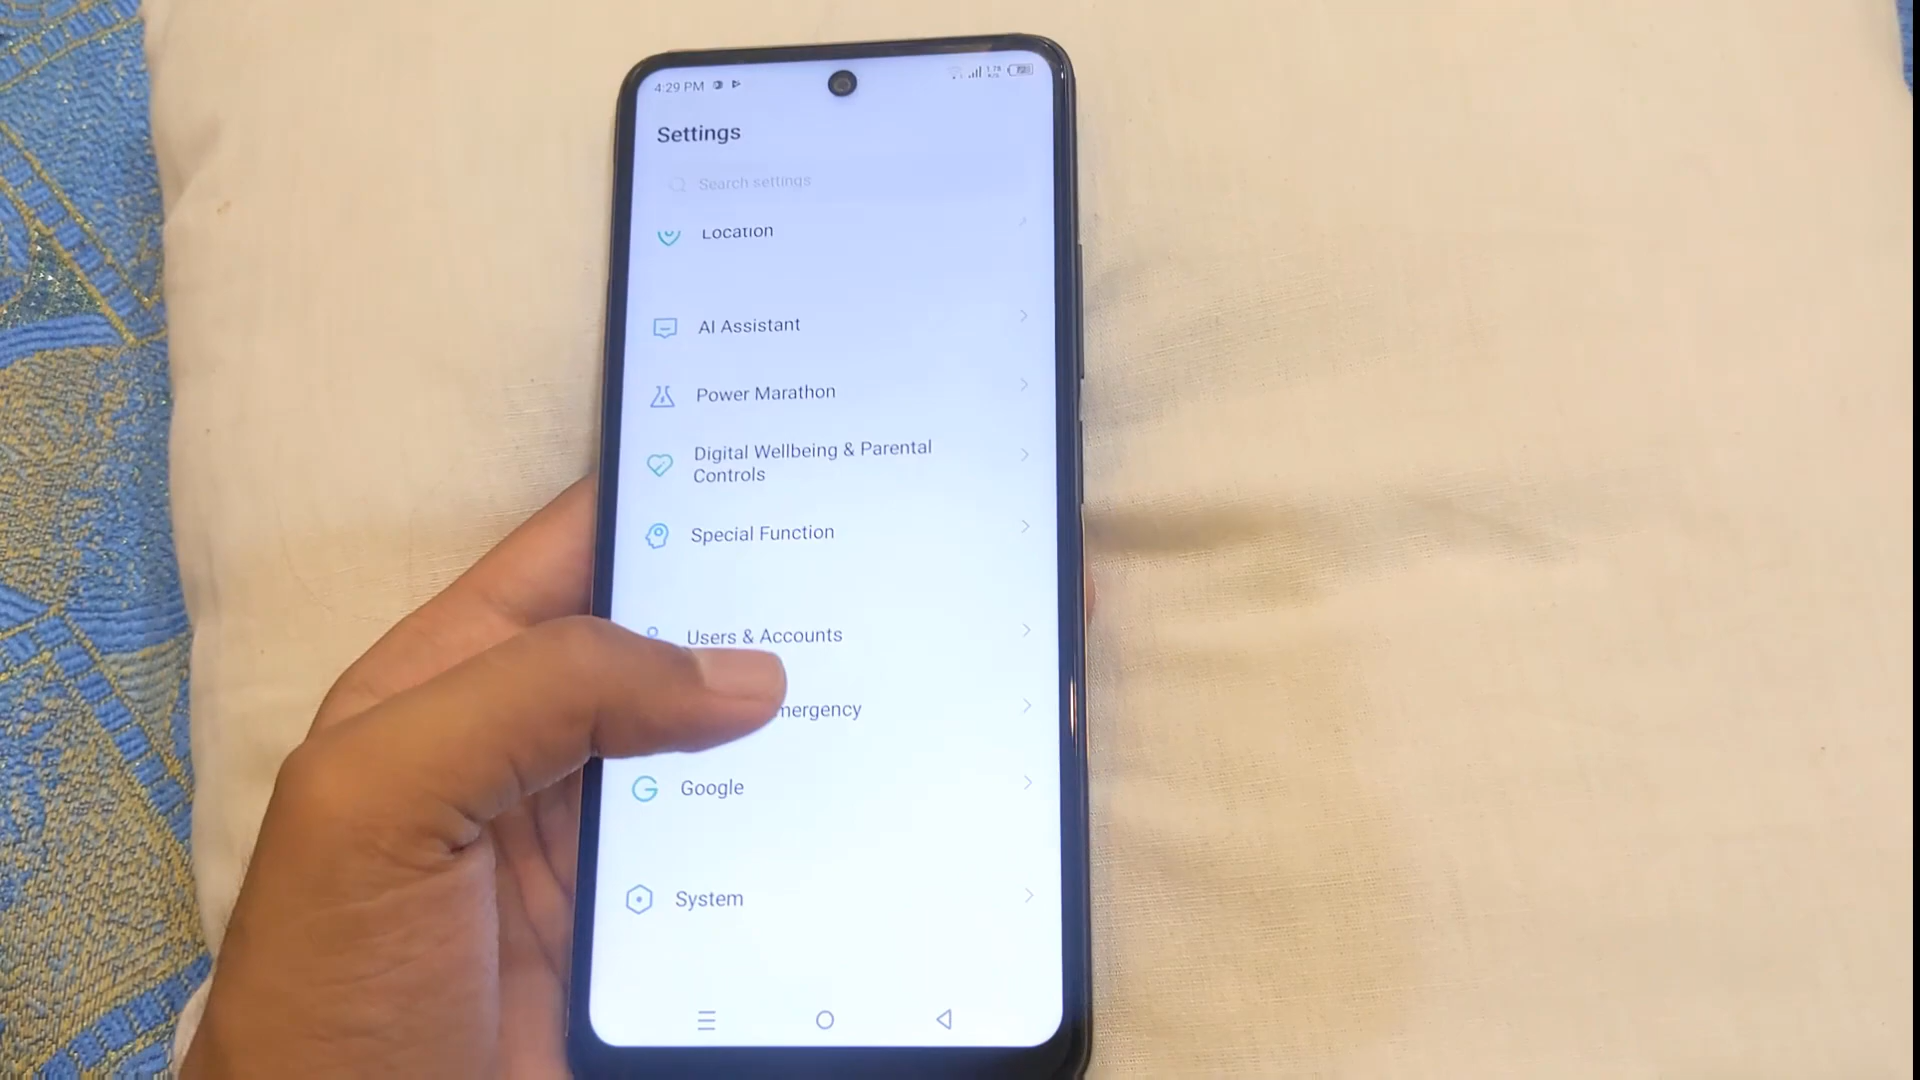 4:29 PM
Settings
Search settings
Location
AI Assistant
Power Marathon
Digital Wellbeing & Parental
Controls
Special Function
Users & Accounts
mergency
Google
System